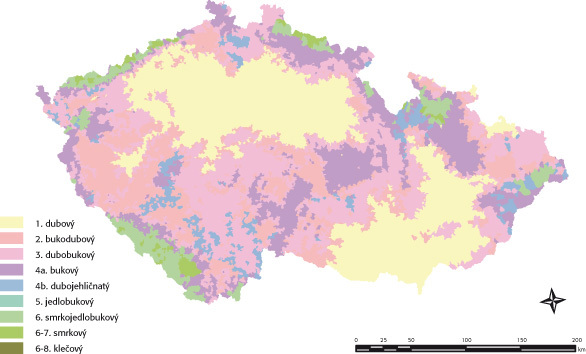 1. dubový
2. bukodubový
3. dubobukový
4a. bukový
4b. dubojehličnatý
5. jedlobukový
6. smrkojedlobukový
6-7. smrkový
6-8. klečový
0 25 50 100 150 200
km